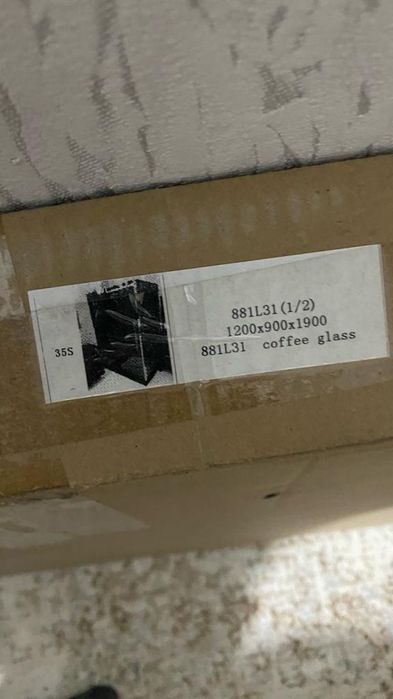 35S
881L31(1/2)
1200x900x1900
881L31 coffee glass